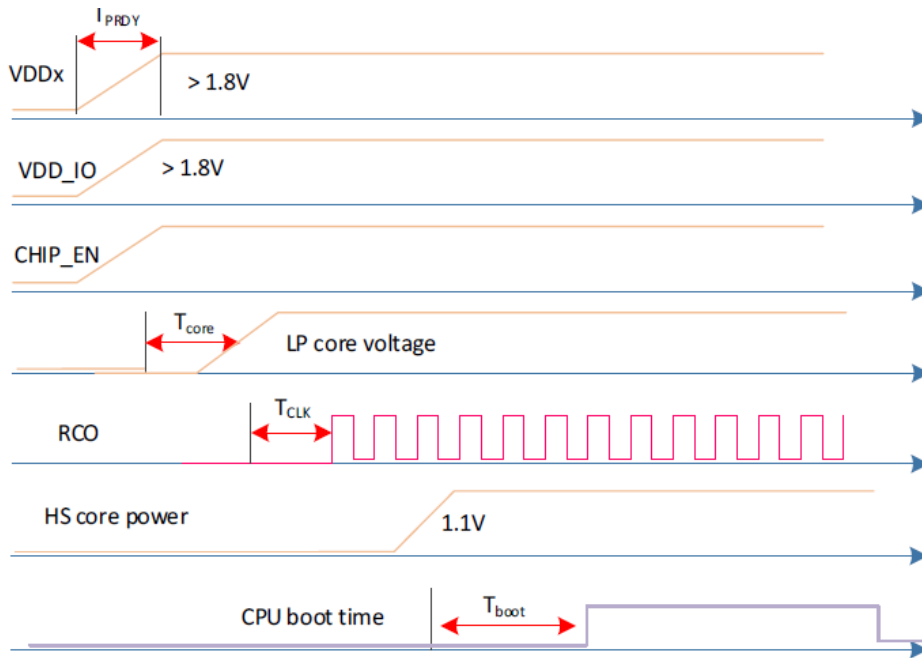 TPRDY
VDDx
> 1.8V
VDD_IO
> 1.8V
CHIP_EN
Tcore
LP core voltage
TCLK
RCO
HS core power
1.1V
CPU boot time
Tboot